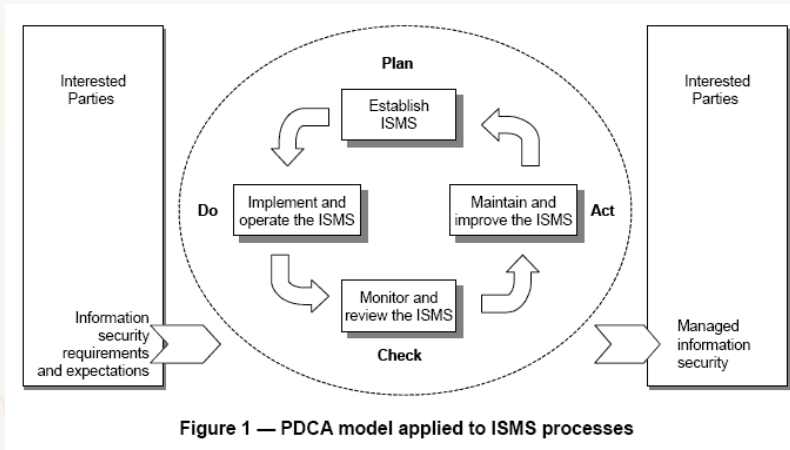 Interested
Parties
Information
security
requirements
and expectations
Plan
Establish
ISMS
Do
Implement and
operate the ISMS
Maintain and
improve the ISMS
Act
Monitor and
review the ISMS
Check
Interested
Parties
Managed
information
security
Figure 1 — PDCA model applied to ISMS processes